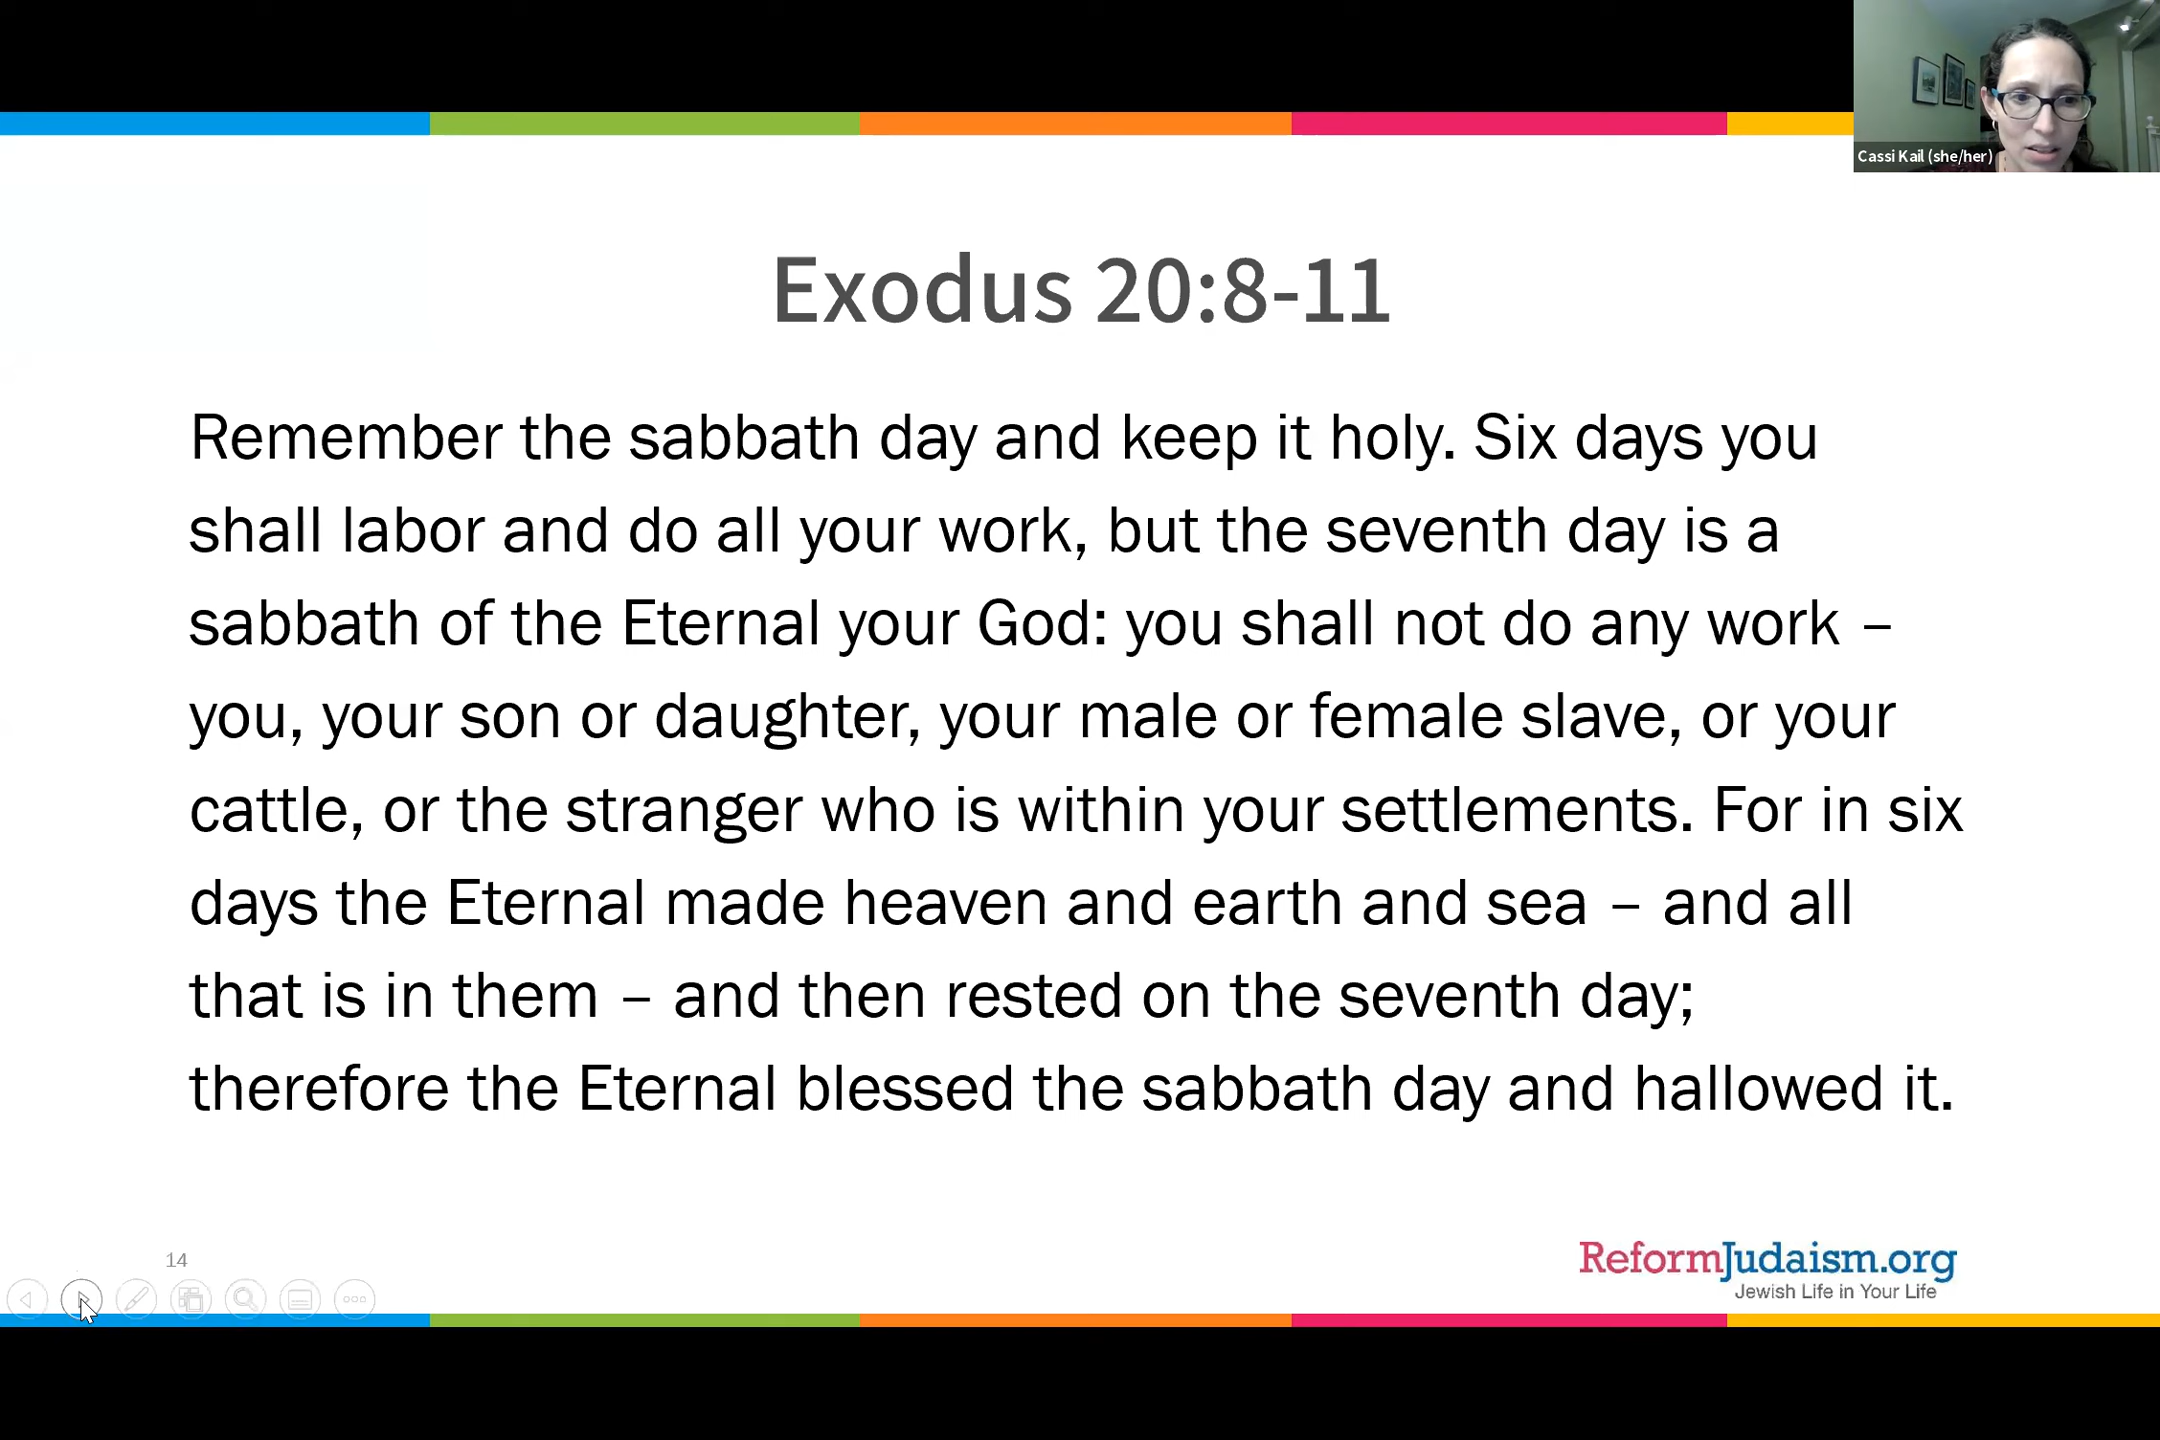 Cassi Kail (she/her)
Exodus 20:8-11
Remember the sabbath day and keep it holy. Six days you
shall labor and do all your work, but the seventh day is a
sabbath of the Eternal your God: you shall not do any work –
you, your son or daughter, your male or female slave, or your
cattle, or the stranger who is within your settlements. For in six
days the Eternal made heaven and earth and sea – and all
that is in them – and then rested on the seventh day;
therefore the Eternal blessed the sabbath day and hallowed it.
14
ReformJudaism.org
Jewish Life in Your Life